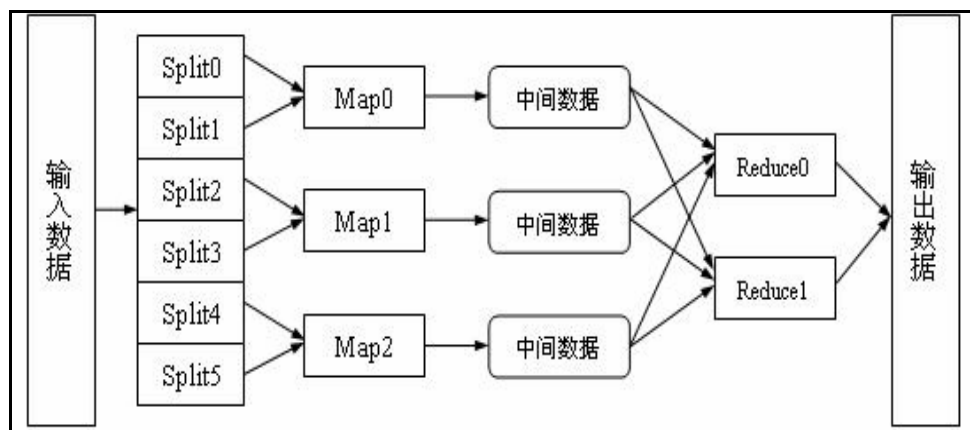 输入数据
Split0
Split1
Split2
Split3
Split4
Split5
Map0
Map1
Map2
中间数据
中间数据
中间数据
Reduce0
Reduce1
输出数据